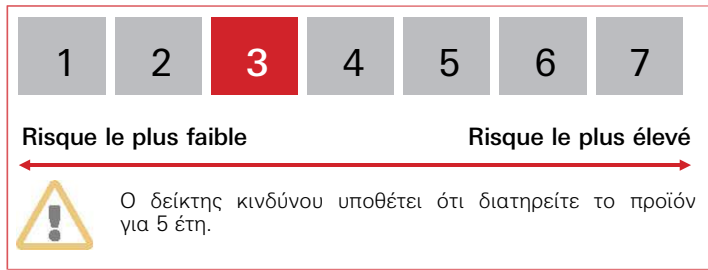 1 2 3 4 5 6 7
Risque le plus faible Risque le plus élevé
Ο δείκτης κινδύνου υποθέτει ότι διατηρείτε το προϊόν
για 5 έτη.